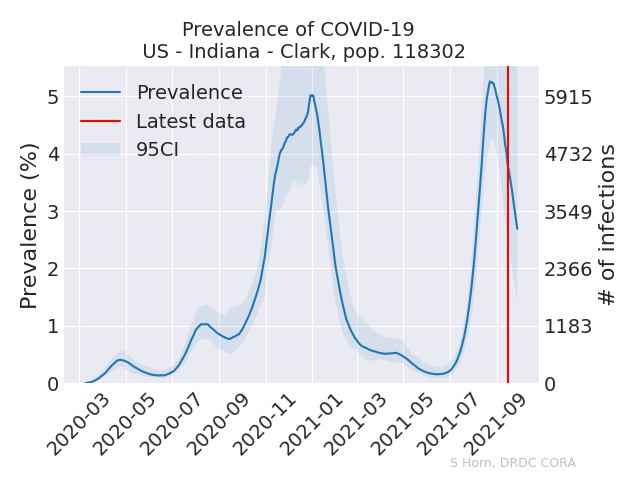 Prevalence of COVID-19
US - Indiana - Clark, pop. 118302
Prevalence
Latest data
95CI
Prevalence (%)
5
4
3
2
1
0
5915
4732
3549
2366
1183
0
# of infections
2020-03
2020-05
2020-07
2020-09
2020-11
2021-01
2021-03
2021-05
2021-07
2021-09
S Horn, DRDC CORA